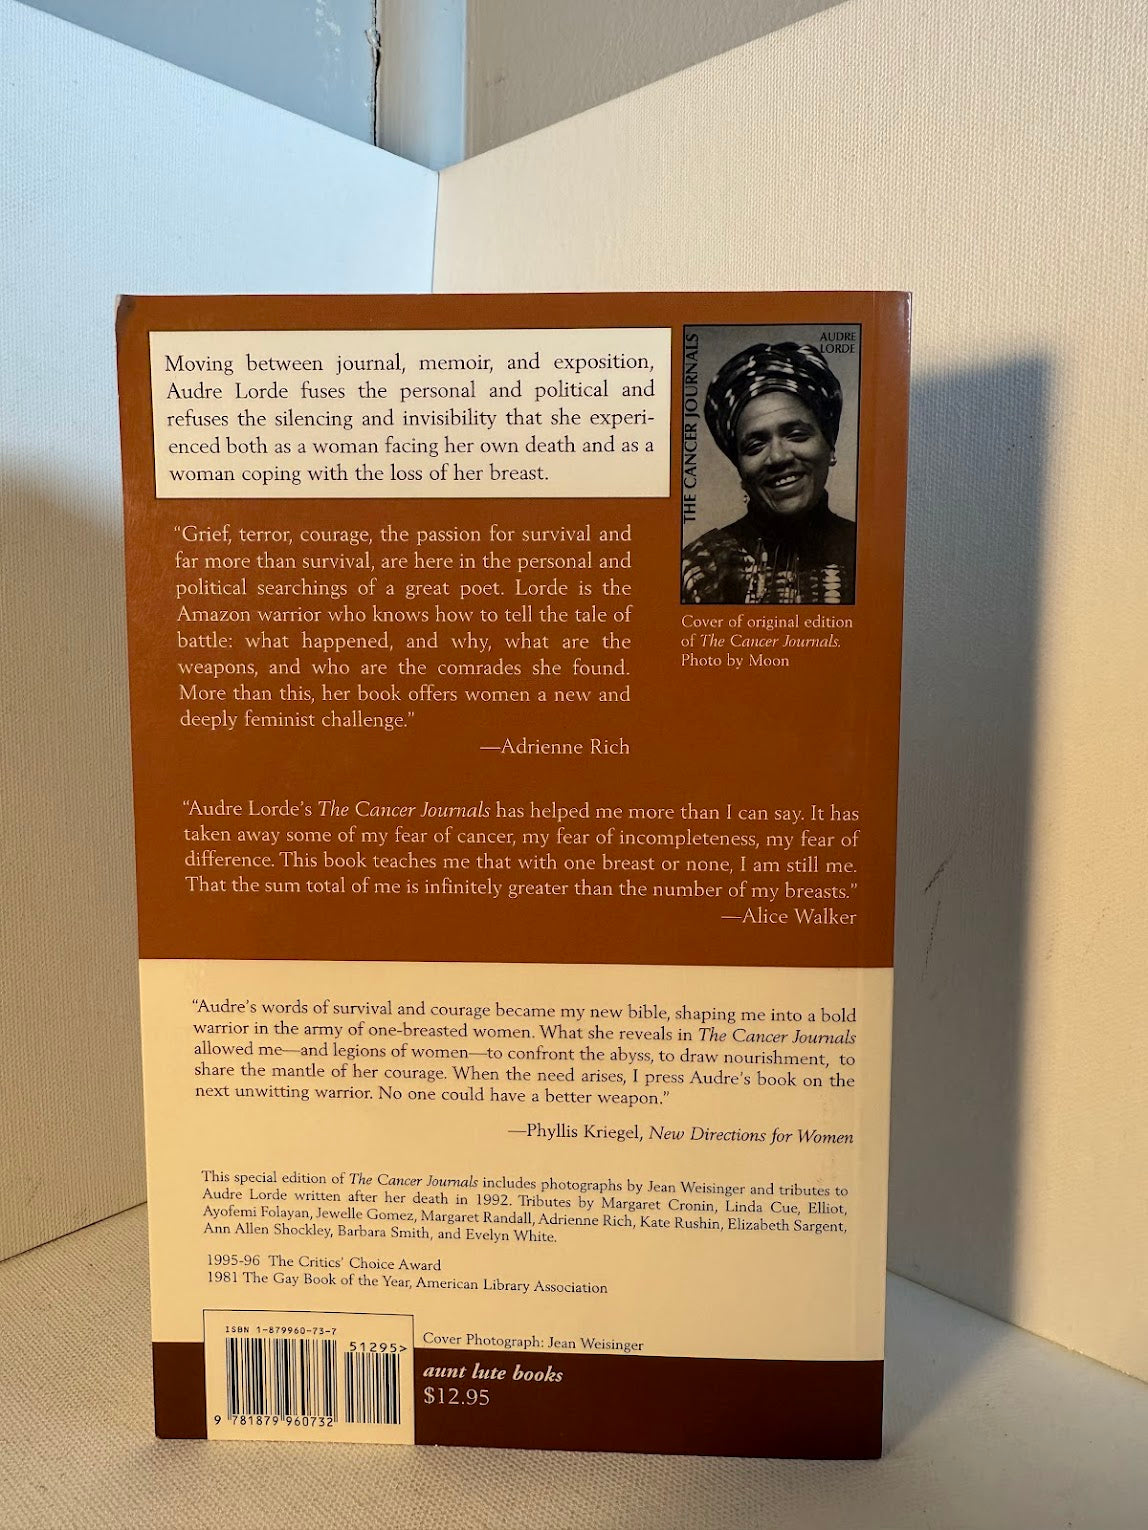 Moving between journal, memoir, and exposition,
Audre Lorde fuses the personal and political and
refuses the silencing and invisibility that she experi-
enced both as a woman facing her own death and as a
woman coping with the loss of her breast.
THE CANCER JOURNALS
AUDRE
LORDE
Cover of original edition
of The Cancer Journals.
Photo by Moon
“Grief, terror, courage, the passion for survival and
far more than survival, are here in the personal and
political searchings of a great poet. Lorde is the
Amazon warrior who knows how to tell the tale of
battle: what happened, and why, what are the
weapons, and who are the comrades she found.
More than this, her book offers women a new and
deeply feminist challenge.”
—Adrienne Rich
“Audre Lorde’s The Cancer Journals has helped me more than I can say. It has
taken away some of my fear of cancer, my fear of incompleteness, my fear of
difference. This book teaches me that with one breast or none, I am still me.
That the sum total of me is infinitely greater than the number of my breasts.”
—Alice Walker
“Audre’s words of survival and courage became my new bible, shaping me into a bold
warrior in the army of one-breasted women. What she reveals in The Cancer Journals
allowed me—and legions of women—to confront the abyss, to draw nourishment, to
share the mantle of her courage. When the need arises, I press Audre’s book on the
next unwitting warrior. No one could have a better weapon.”
—Phyllis Kriegel, New Directions for Women
This special edition of The Cancer Journals includes photographs by Jean Weisinger and tributes to
Audre Lorde written after her death in 1992. Tributes by Margaret Cronin, Linda Cue, Elliot,
Ayofemi Folayan, Jewelle Gomez, Margaret Randall, Adrienne Rich, Kate Rushin, Elizabeth Sargent,
Ann Allen Shockley, Barbara Smith, and Evelyn White.
1995-96 The Critics’ Choice Award
1981 The Gay Book of the Year, American Library Association
ISBN 1-879960-73-7
51295>
9 781879 960732
Cover Photograph: Jean Weisinger
aunt lute books
$12.95